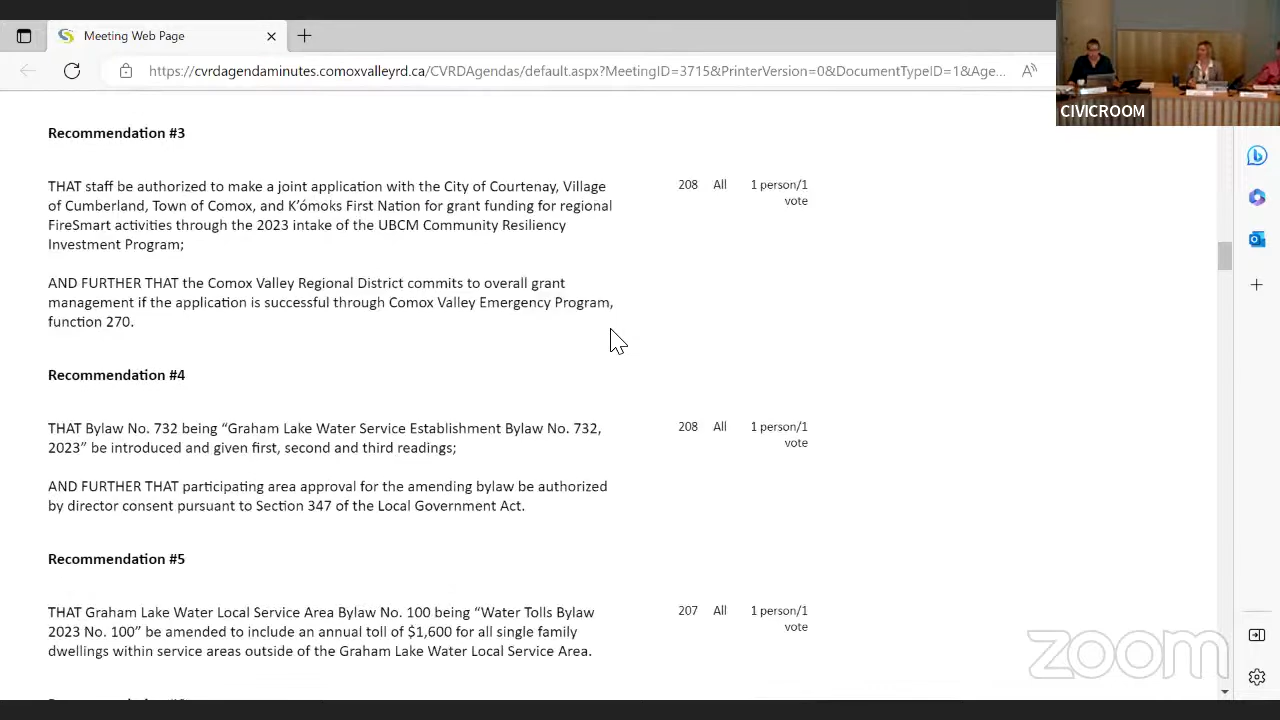 Meeting Web Page
https://cvrdagendaminutes.comoxvalleyrd.ca/CVRDAgendas/default.aspx?MeetingID=3715&PrinterVersion=0&DocumentTypeID=1&Age...
CIVICROOM
Recommendation #3
THAT staff be authorized to make a joint application with the City of Courtenay, Village
208 All 1 person/1
of Cumberland, Town of Comox, and K’ómoks First Nation for grant funding for regional
vote
FireSmart activities through the 2023 intake of the UBCM Community Resiliency
Investment Program;
AND FURTHER THAT the Comox Valley Regional District commits to overall grant
management if the application is successful through Comox Valley Emergency Program,
function 270.
Recommendation #4
THAT Bylaw No. 732 being “Graham Lake Water Service Establishment Bylaw No. 732,
208 All 1 person/1
2023” be introduced and given first, second and third readings;
vote
AND FURTHER THAT participating area approval for the amending bylaw be authorized
by director consent pursuant to Section 347 of the Local Government Act.
Recommendation #5
THAT Graham Lake Water Local Service Area Bylaw No. 100 being “Water Tolls Bylaw
207 All 1 person/1
2023 No. 100” be amended to include an annual toll of $1,600 for all single family
vote
dwellings within service areas outside of the Graham Lake Water Local Service Area.
zoom